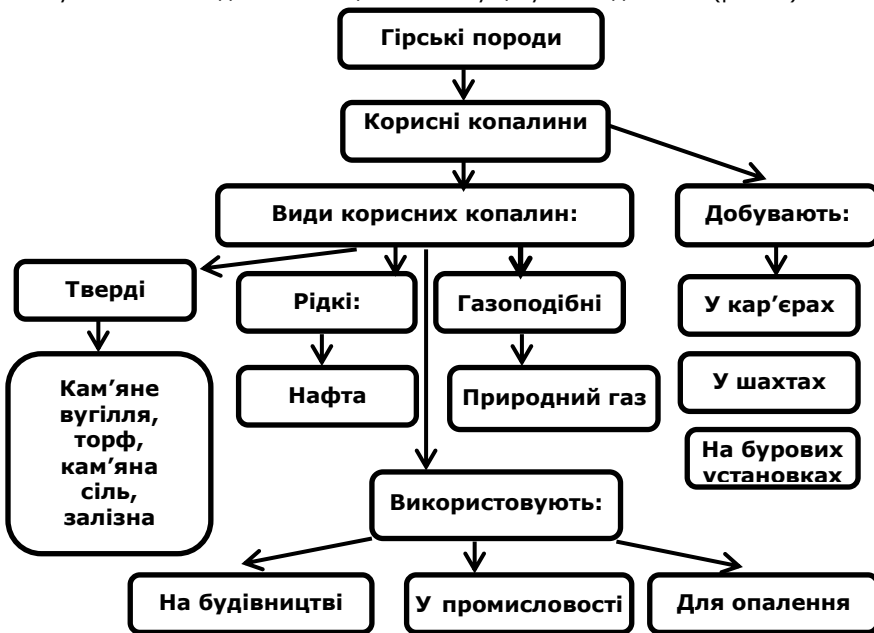 Гірські породи
Корисні копалини
Види корисних копалин:
Добувають:
Тверді
Рідкі:
Газоподібні
У кар’єрах
Кам’яне
вугілля,
торф,
кам’яна
сіль,
залізна
Нафта
Природний газ
У шахтах
На бурових
установках
Використовують:
На будівництві
У промисловості
Для опалення